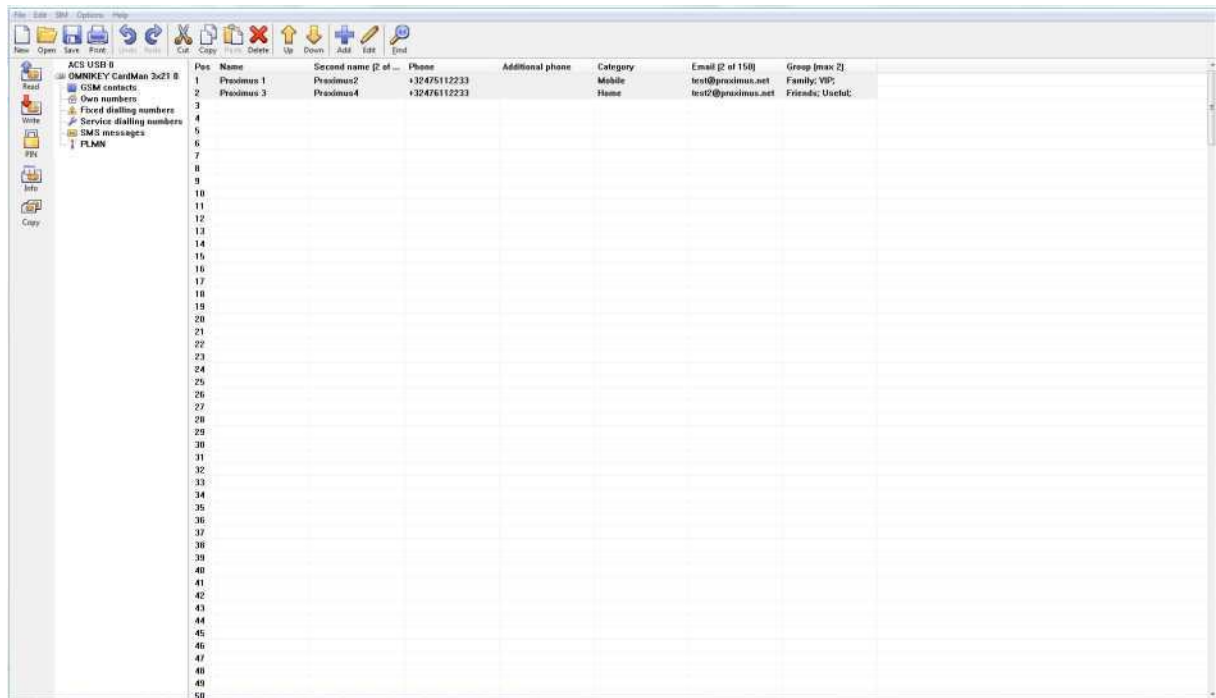 File Edit SIM Options Help
New Open Save Print Undo Redo Cut Copy Paste Delete Up Down Add Edit Find
Read
Write
PIN
Info
Copy
ACS USB 0
OMNIKEY CardMan 3x21 0
GSM contacts
Own numbers
Fixed dialling numbers
Service dialling numbers
SMS messages
PLMN
Pos Name Second name (2 of ... Phone Additional phone Category Email (2 of 150) Group (max 2)
1 Proximus 1 Proximus2 +32475112233 Mobile test@proximus.net Family; VIP;
2 Proximus 3 Proximus4 +32476112233 Home test2@proximus.net Friends; Useful;
3
4
5
6
7
8
9
10
11
12
13
14
15
16
17
18
19
20
21
22
23
24
25
26
27
28
29
30
31
32
33
34
35
36
37
38
39
40
41
42
43
44
45
46
47
48
49
50